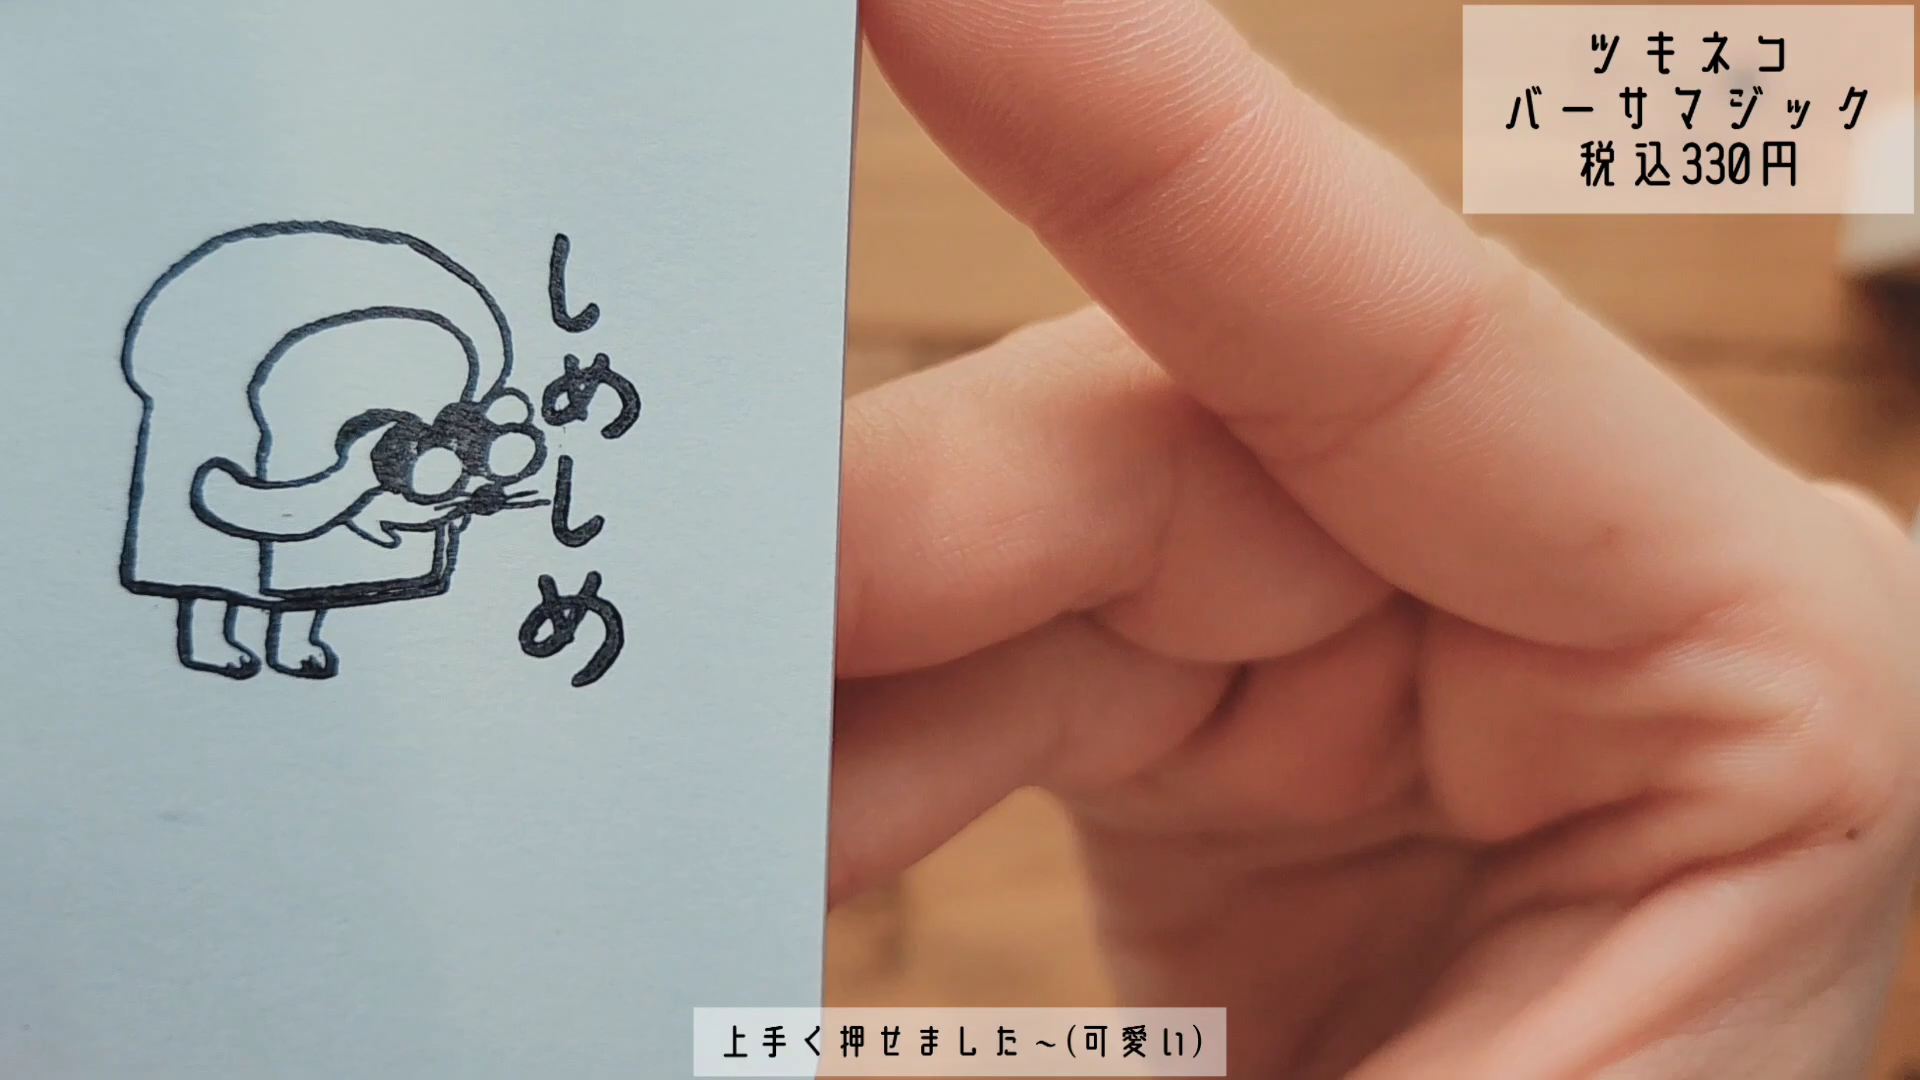 ツキネコ
バーサマジック
税込330円
しめしめ
上手く押せました～(可愛い)